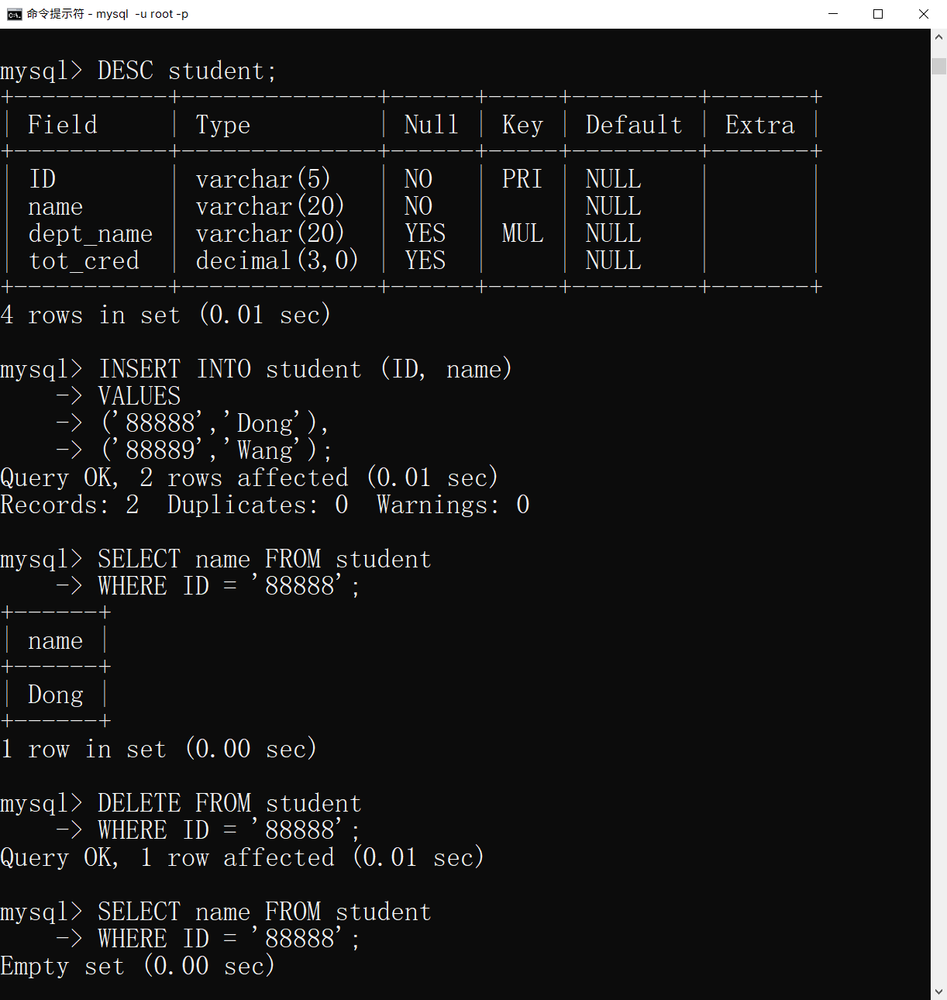 命令提示符 - mysql  -u root -p
mysql> DESC student;
+-----------+--------------+------+-----+---------+-------+
| Field     | Type         | Null | Key | Default | Extra |
+-----------+--------------+------+-----+---------+-------+
| ID        | varchar(5)   | NO   | PRI | NULL    |       |
| name      | varchar(20)  | NO   |     | NULL    |       |
| dept_name | varchar(20)  | YES  | MUL | NULL    |       |
| tot_cred  | decimal(3,0) | YES  |     | NULL    |       |
+-----------+--------------+------+-----+---------+-------+
4 rows in set (0.01 sec)
mysql> INSERT INTO student (ID, name)
    -> VALUES
    -> ('88888','Dong'),
    -> ('88889','Wang');
Query OK, 2 rows affected (0.01 sec)
Records: 2  Duplicates: 0  Warnings: 0
mysql> SELECT name FROM student
    -> WHERE ID = '88888';
+------+
| name |
+------+
| Dong |
+------+
1 row in set (0.00 sec)
mysql> DELETE FROM student
    -> WHERE ID = '88888';
Query OK, 1 row affected (0.01 sec)
mysql> SELECT name FROM student
    -> WHERE ID = '88888';
Empty set (0.00 sec)